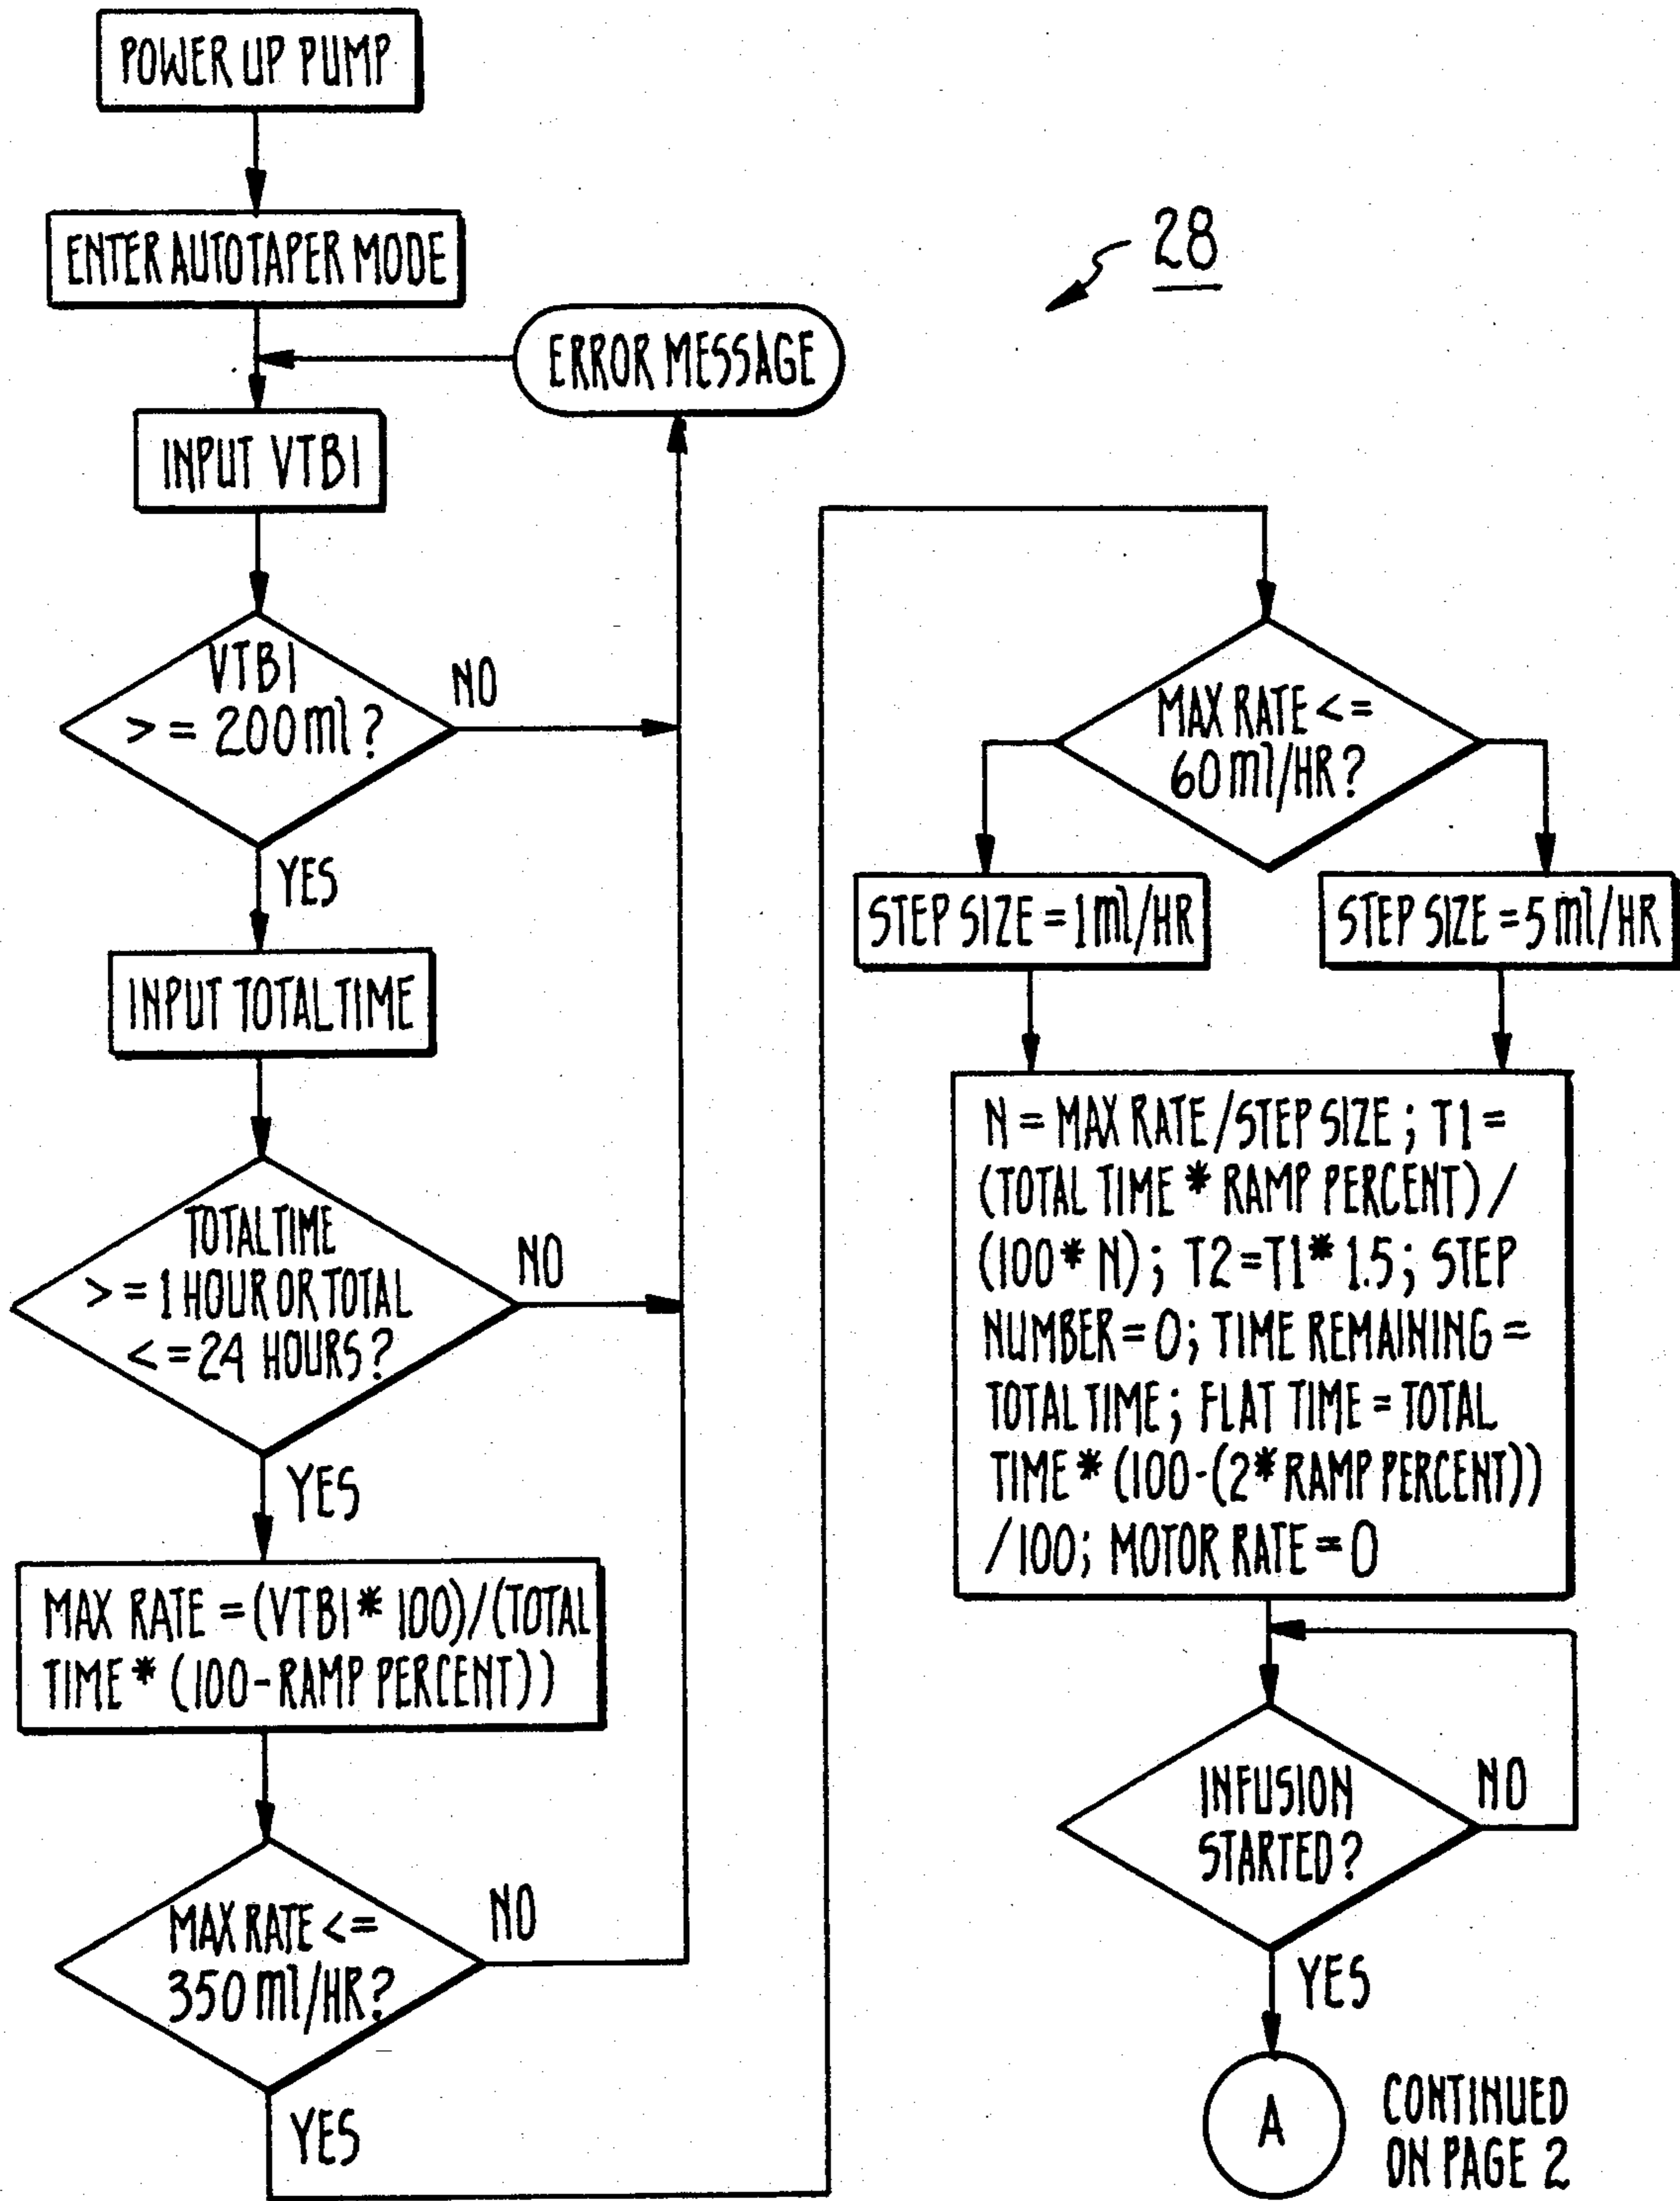 POWER UP PUMP
ENTER AUTOTAPER MODE
28
ERROR MESSAGE
INPUT VTBI
VTBI
> = 200ml?
NO
YES
INPUT TOTAL TIME
TOTAL TIME
> = 1 HOUR OR TOTAL
< = 24 HOURS?
NO
YES
MAX RATE = (VTBI * 100)/(TOTAL
TIME * (100-RAMP PERCENT))
MAX RATE < =
350 ml/HR?
NO
YES
MAX RATE < =
60 ml/HR?
STEP SIZE = 1 ml/HR
STEP SIZE = 5 ml/HR
N = MAX RATE/STEP SIZE; T1 =
(TOTAL TIME * RAMP PERCENT) /
(100 * N); T2 = T1 * 1.5; STEP
NUMBER = 0; TIME REMAINING =
TOTAL TIME; FLAT TIME = TOTAL
TIME * (100-(2* RAMP PERCENT))
/100; MOTOR RATE = 0
INFUSION
STARTED?
NO
YES
A
CONTINUED
ON PAGE 2